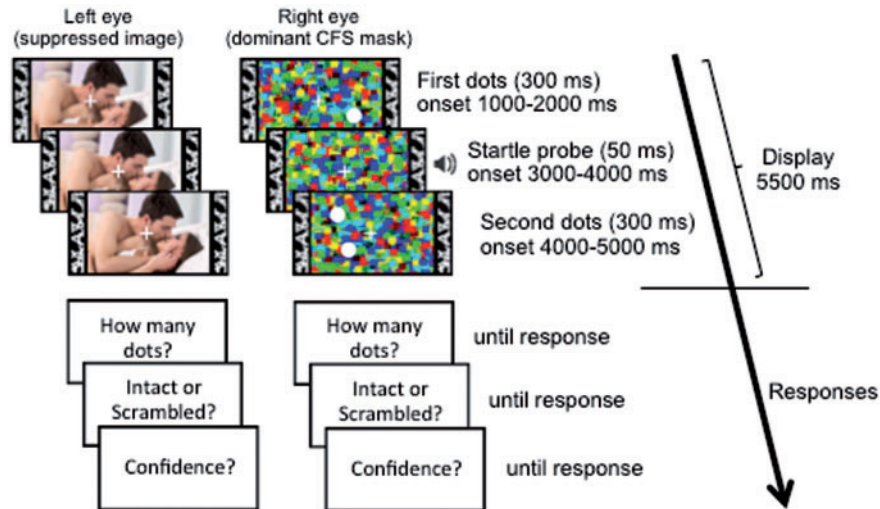 Left eye
(suppressed image)
Right eye
(dominant CFS mask)
First dots (300 ms)
onset 1000-2000 ms
Startle probe (50 ms)
onset 3000-4000 ms
Second dots (300 ms)
onset 4000-5000 ms
Display
5500 ms
How many
dots?
How many
dots?
until response
Intact or
Scrambled?
Intact or
Scrambled?
until response
Responses
Confidence?
Confidence?
until response